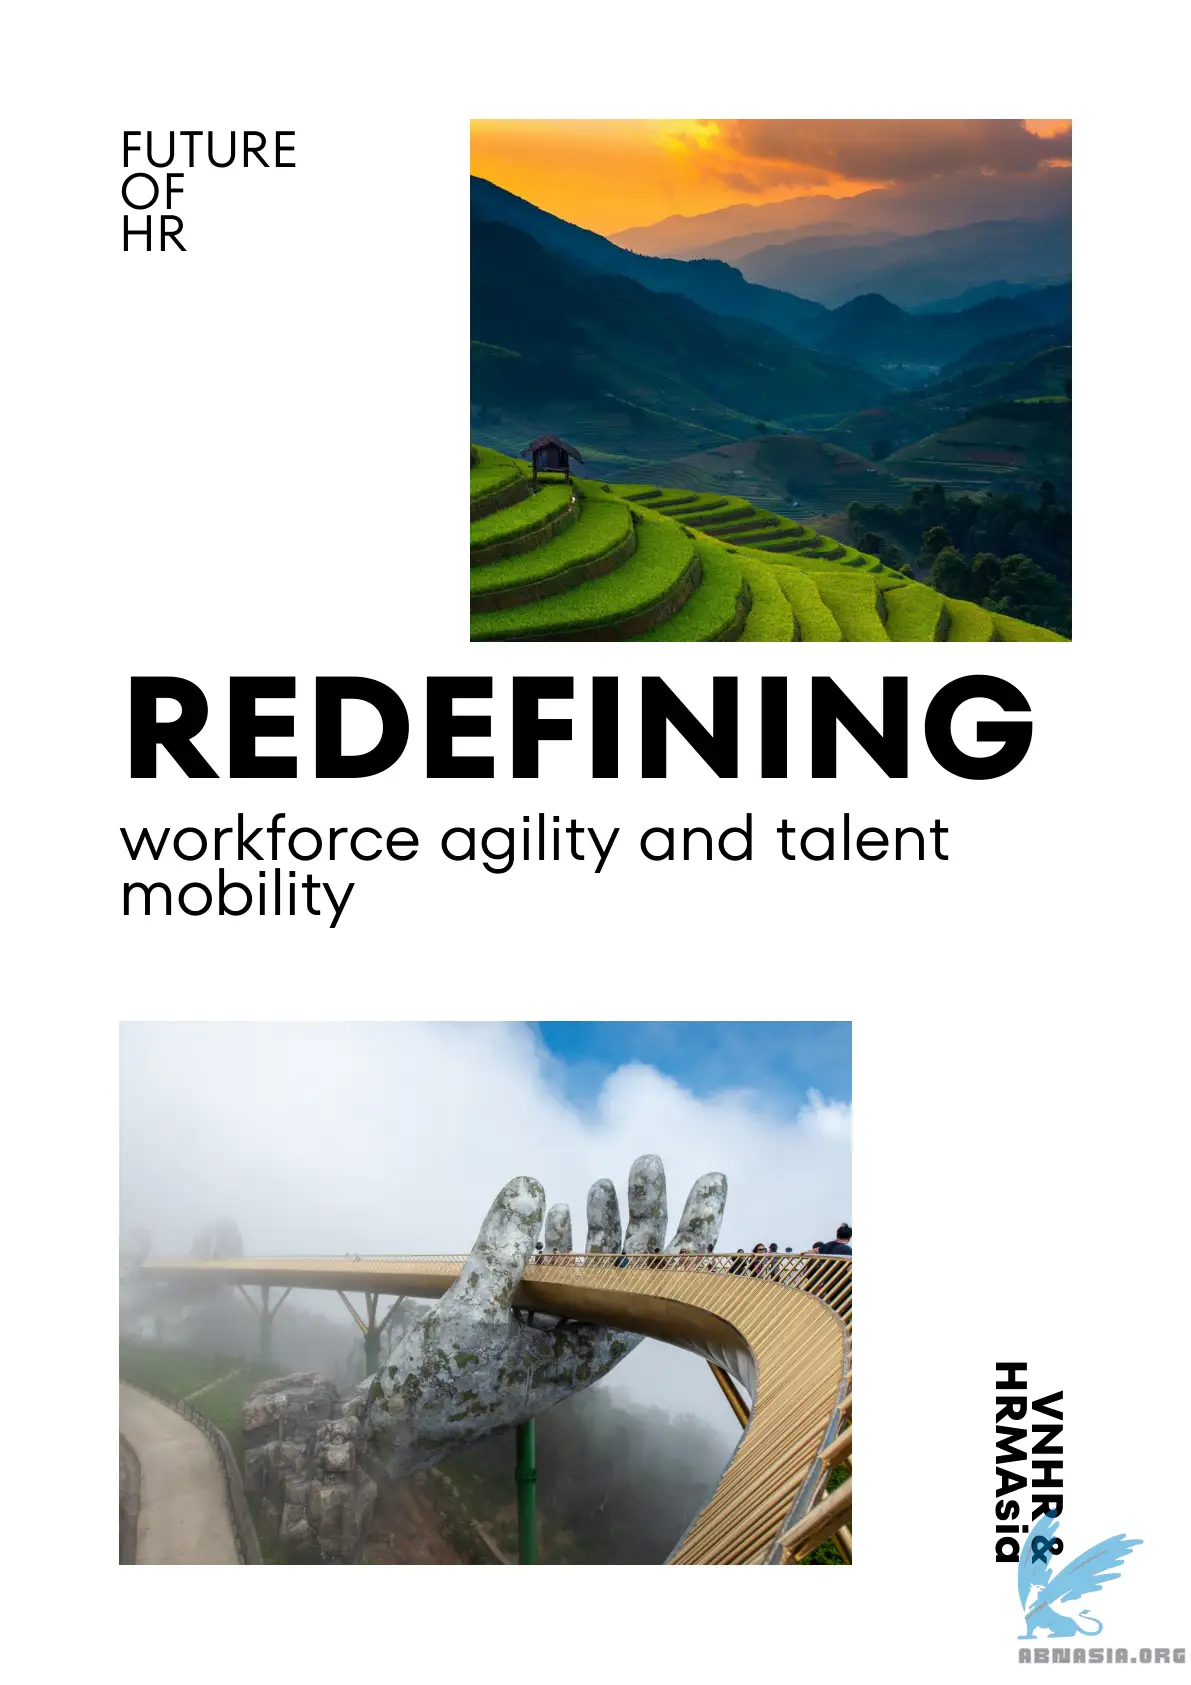 FUTURE
OF
HR
REDEFINING
workforce agility and talent
mobility
VNHR &
HRMAsia
ABNASIA.ORG